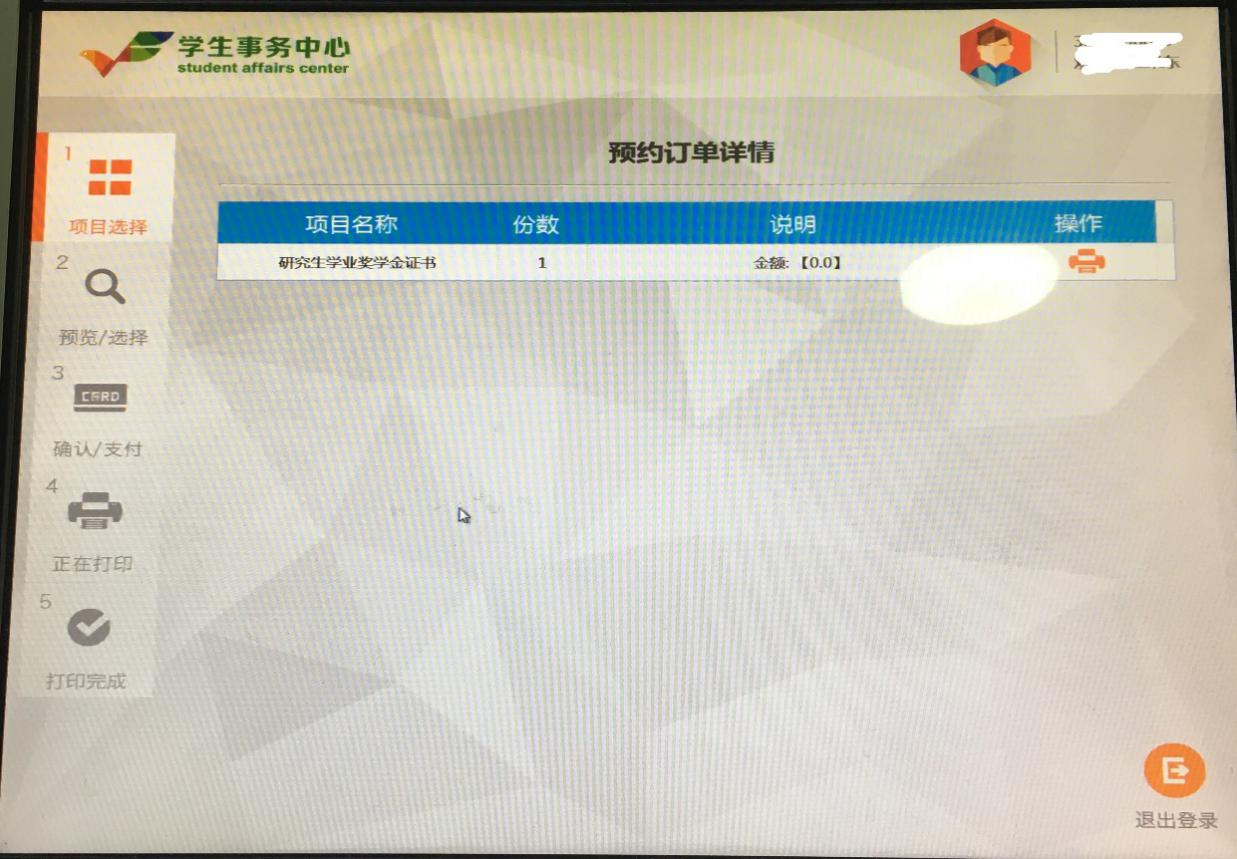 学生事务中心
student affairs center
预约订单详情
1
项目选择
项目名称 份数 说明 操作
研究生学业奖学金证书 1 金额:【0.0】
2
预览/选择
3
CARD
确认/支付
4
正在打印
5
打印完成
退出登录